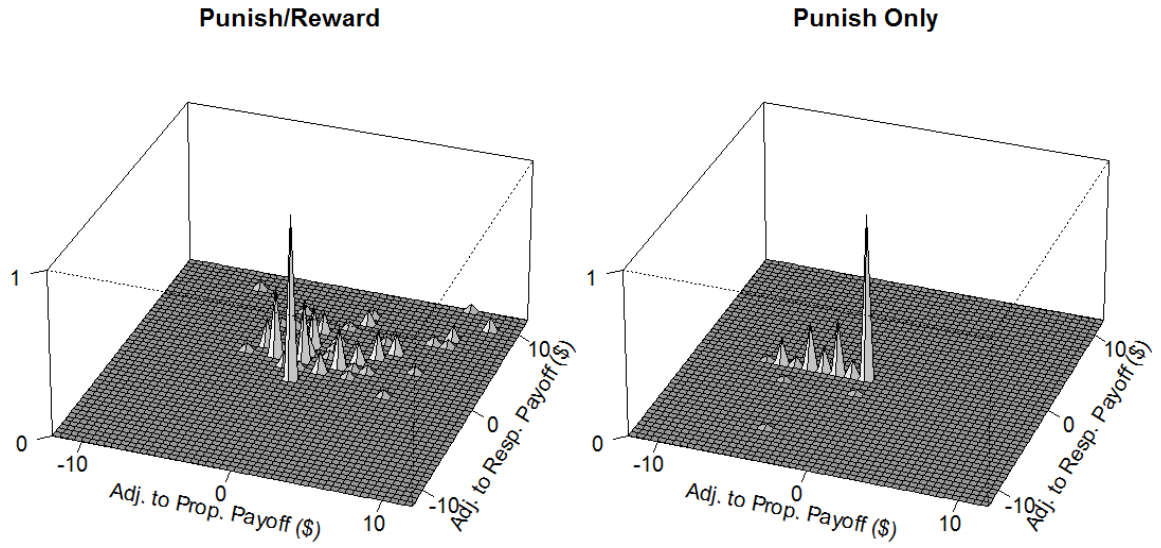 Punish/Reward
1
0
-10
0
10
Adj. to Prop. Payoff ($)
-10
0
10
Adj. to Resp. Payoff ($)
Punish Only
1
0
-10
0
10
Adj. to Prop. Payoff ($)
-10
0
10
Adj. to Resp. Payoff ($)